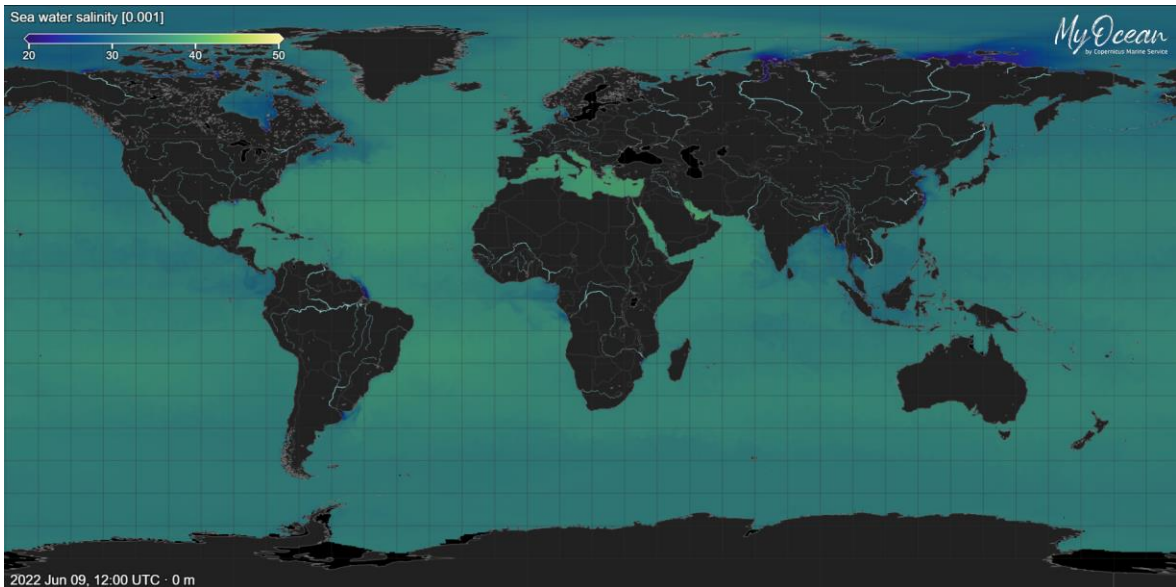 Sea water salinity [0.001]
20 30 40 50
MyOcean
by Copernicus Marine Service
2022 Jun 09, 12:00 UTC · 0 m